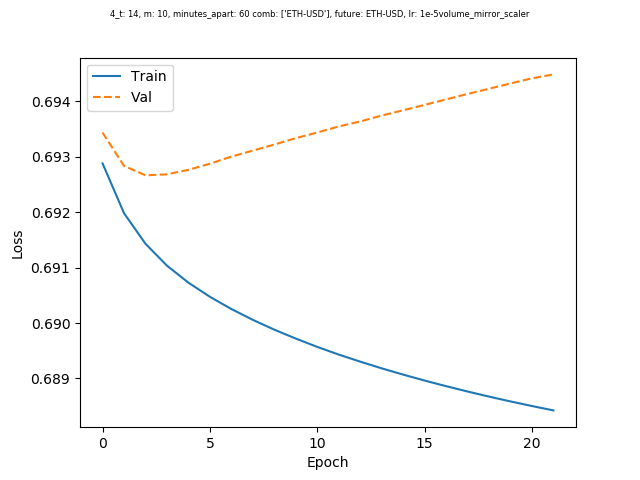 4_t: 14, m: 10, minutes_apart: 60 comb: ['ETH-USD'], future: ETH-USD, lr: 1e-5volume_mirror_scaler
Train
Val
0.694
0.693
0.692
0.691
0.690
0.689
Loss
0 5 10 15 20
Epoch